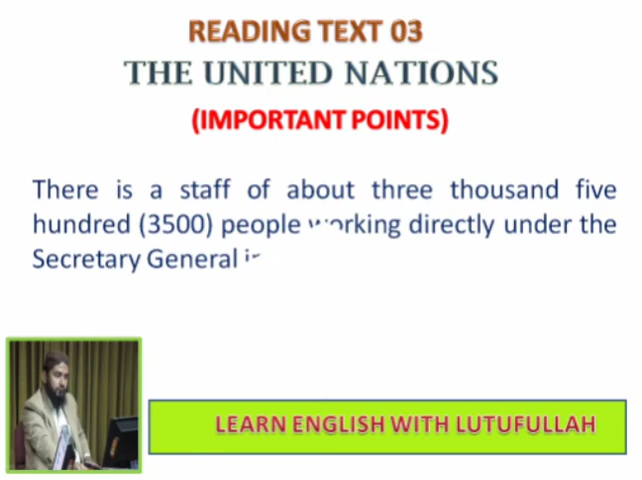 READING TEXT 03
THE UNITED NATIONS
(IMPORTANT POINTS)
There is a staff of about three thousand five
hundred (3500) people working directly under the
Secretary General
LEARN ENGLISH WITH LUTUFULLAH